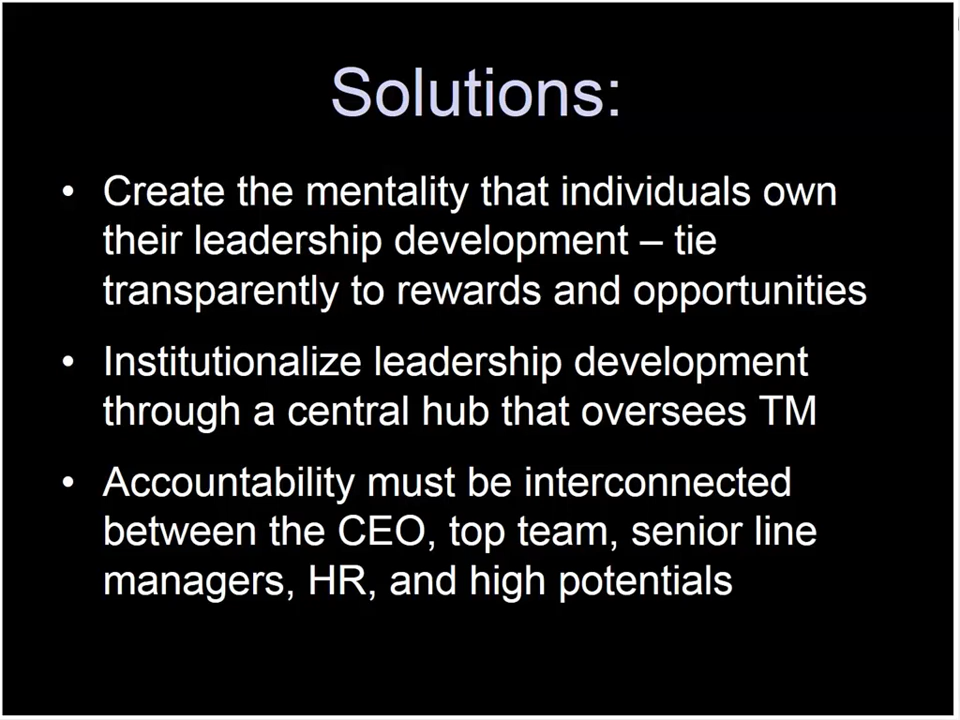 Solutions:
• Create the mentality that individuals own
their leadership development – tie
transparently to rewards and opportunities
• Institutionalize leadership development
through a central hub that oversees TM
• Accountability must be interconnected
between the CEO, top team, senior line
managers, HR, and high potentials